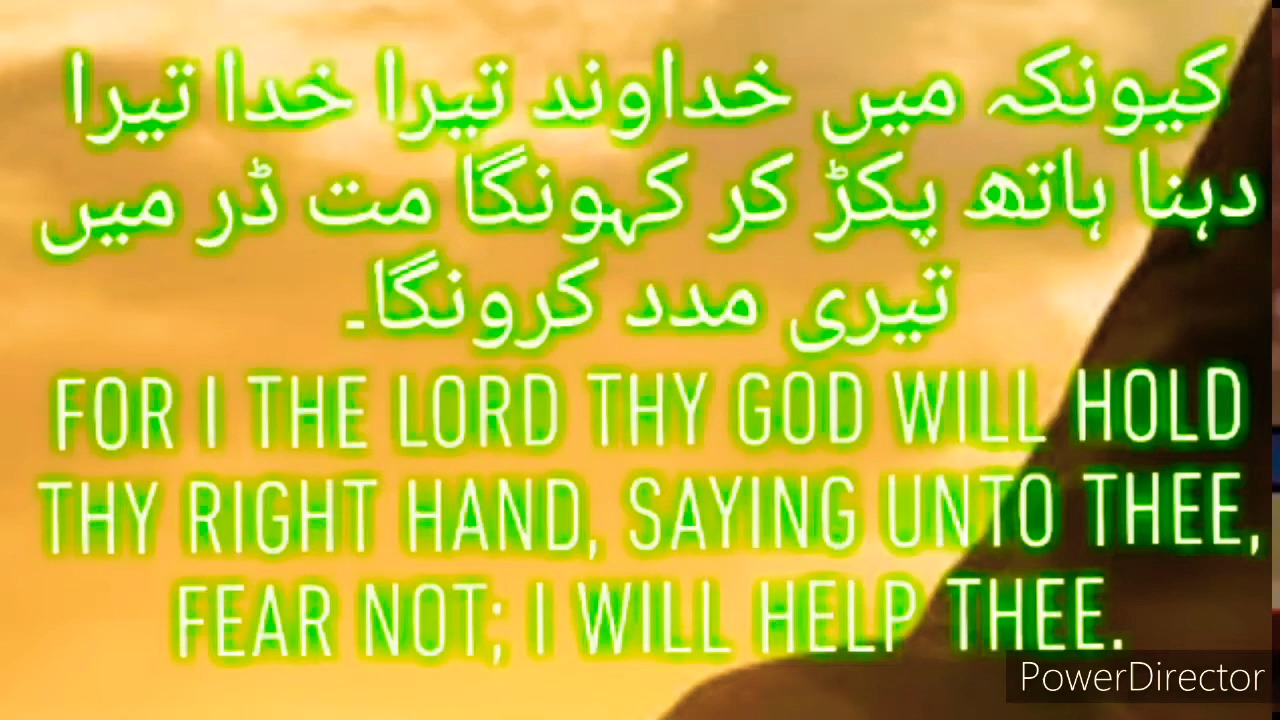 کیونکہ میں خداوند تیرا خدا تیرا
دہنا ہاتھ پکڑ کر کہونگا مت ڈر میں
تیری مدد کرونگا۔
FOR I THE LORD THY GOD WILL HOLD
THY RIGHT HAND, SAYING UNTO THEE,
FEAR NOT; I WILL HELP THEE.
PowerDirector